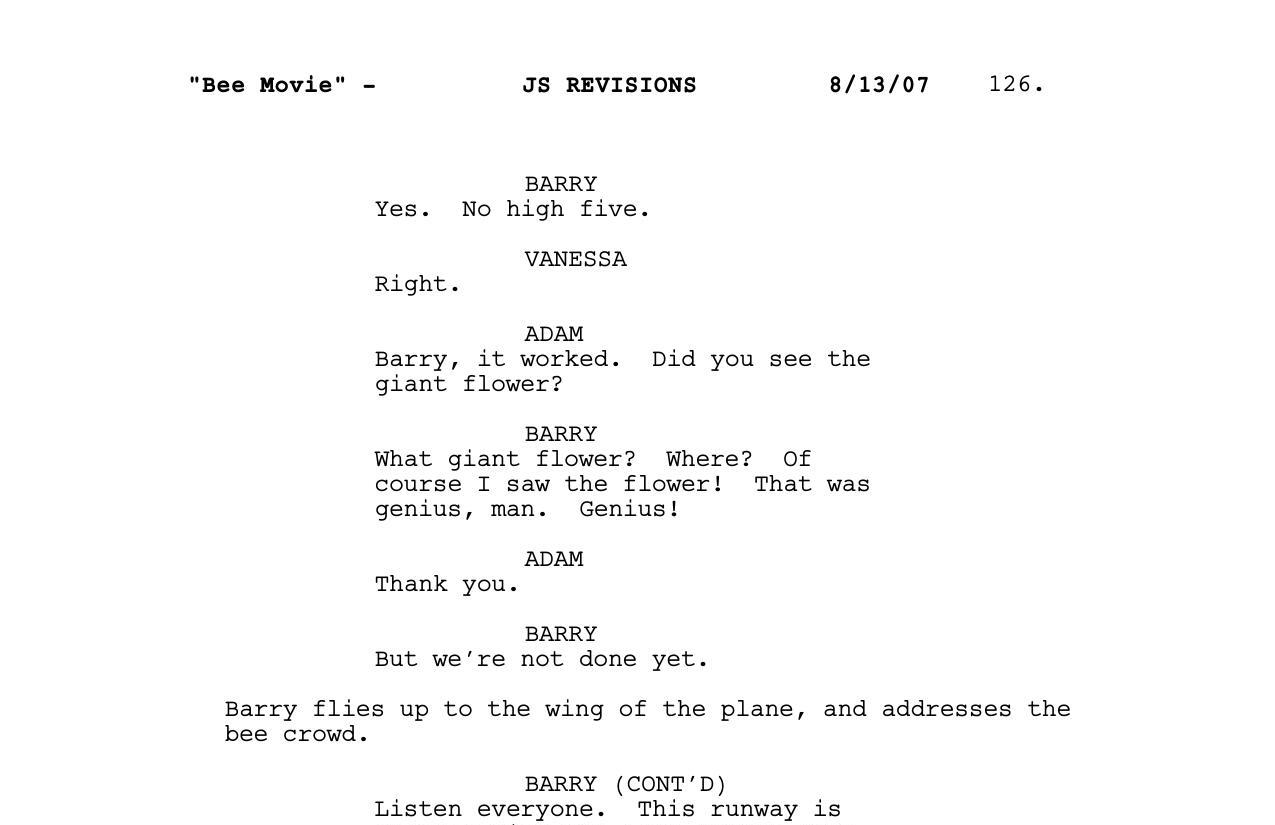 "Bee Movie" - JS REVISIONS 8/13/07 126.
BARRY
Yes. No high five.
VANESSA
Right.
ADAM
Barry, it worked. Did you see the
giant flower?
BARRY
What giant flower? Where? Of
course I saw the flower! That was
genius, man. Genius!
ADAM
Thank you.
BARRY
But we're not done yet.
Barry flies up to the wing of the plane, and addresses the
bee crowd.
BARRY (CONT'D)
Listen everyone. This runway is